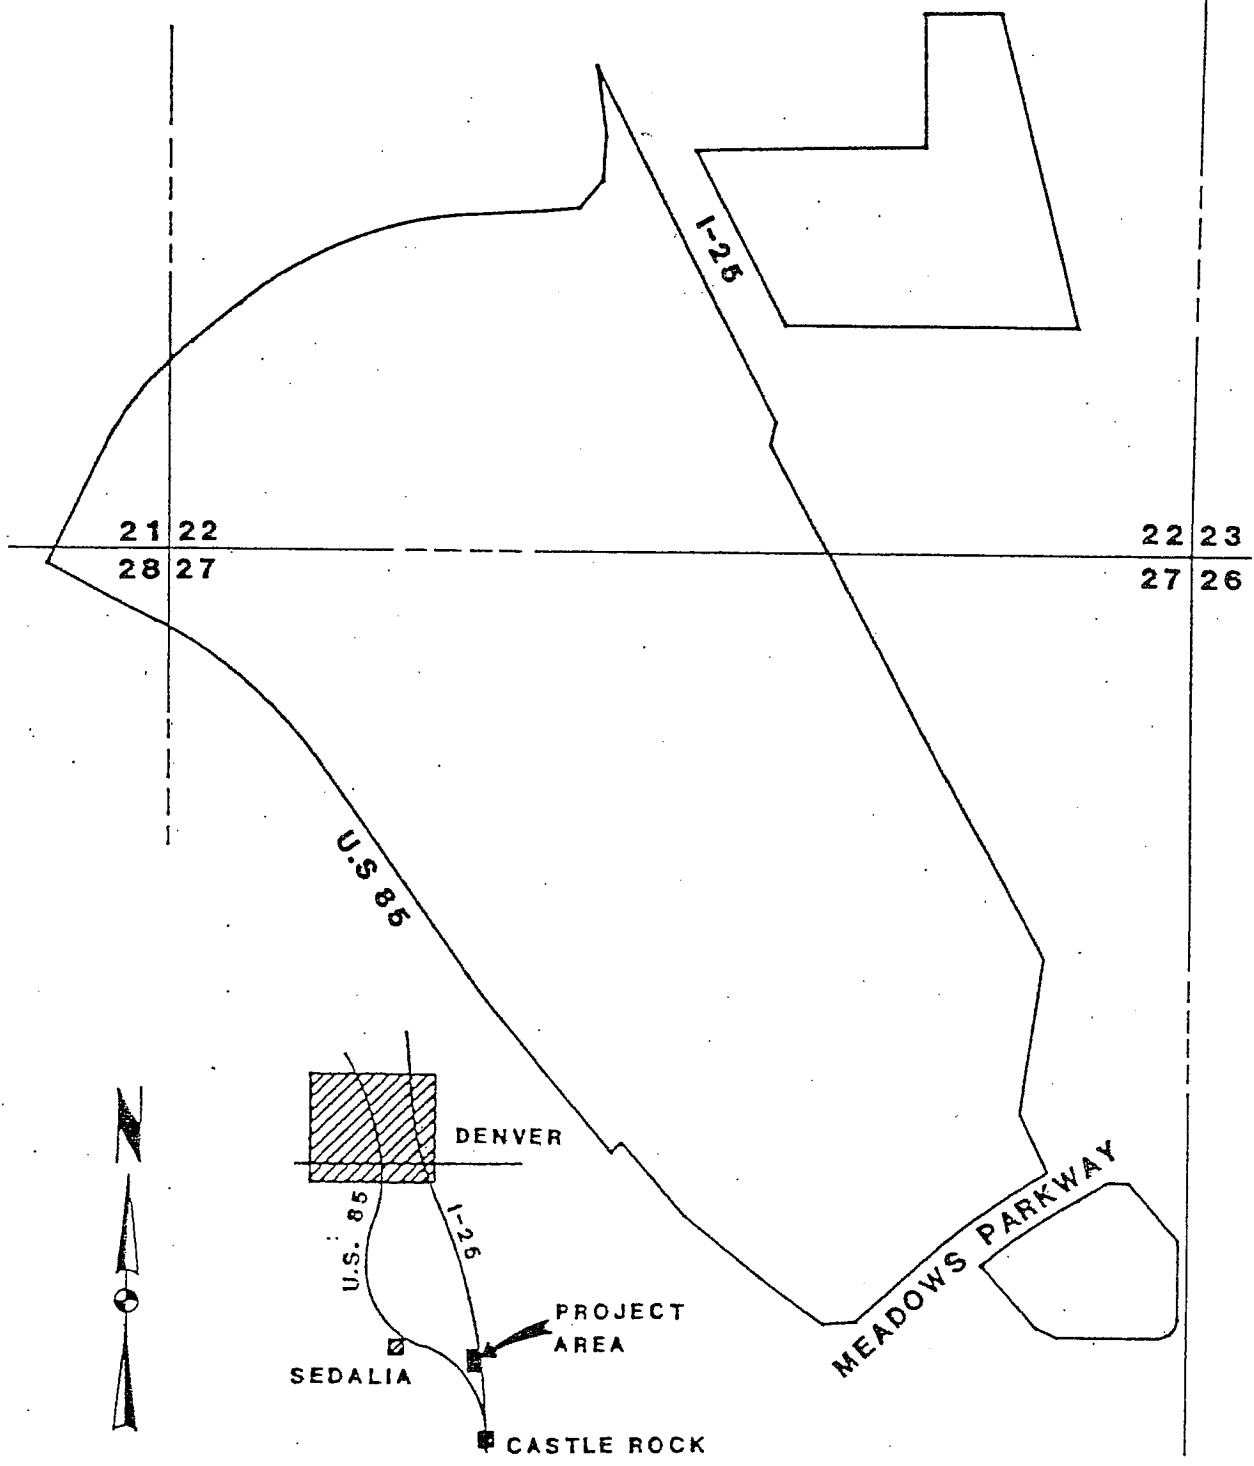 I-25
21 22
28 27
22 23
27 26
U.S 85
N
DENVER
U.S. 85
I-25
PROJECT
AREA
SEDALIA
CASTLE ROCK
MEADOWS PARKWAY